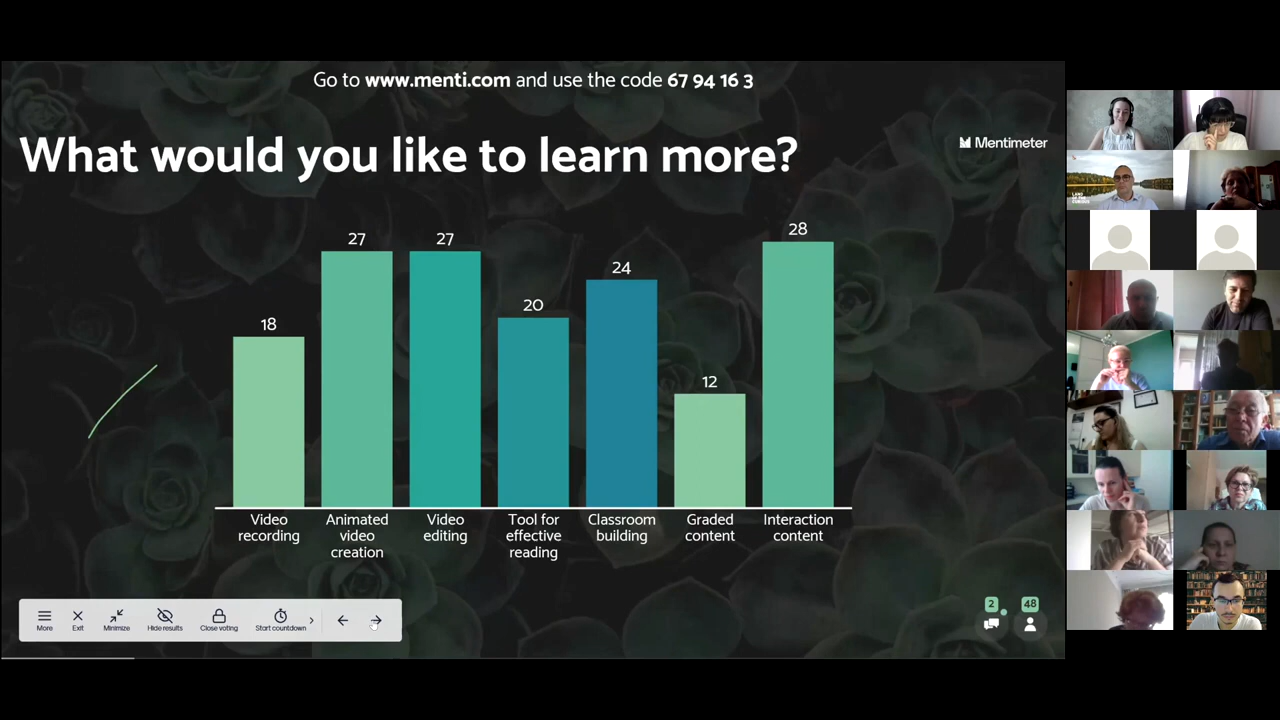 Go to www.menti.com and use the code 67 94 16 3
What would you like to learn more?
Mentimeter
18
27
27
20
24
12
28
Video
recording
Animated
video
creation
Video
editing
Tool for
effective
reading
Classroom
building
Graded
content
Interaction
content
More
Exit
Minimize
Hide results
Close voting
Start countdown
2
48